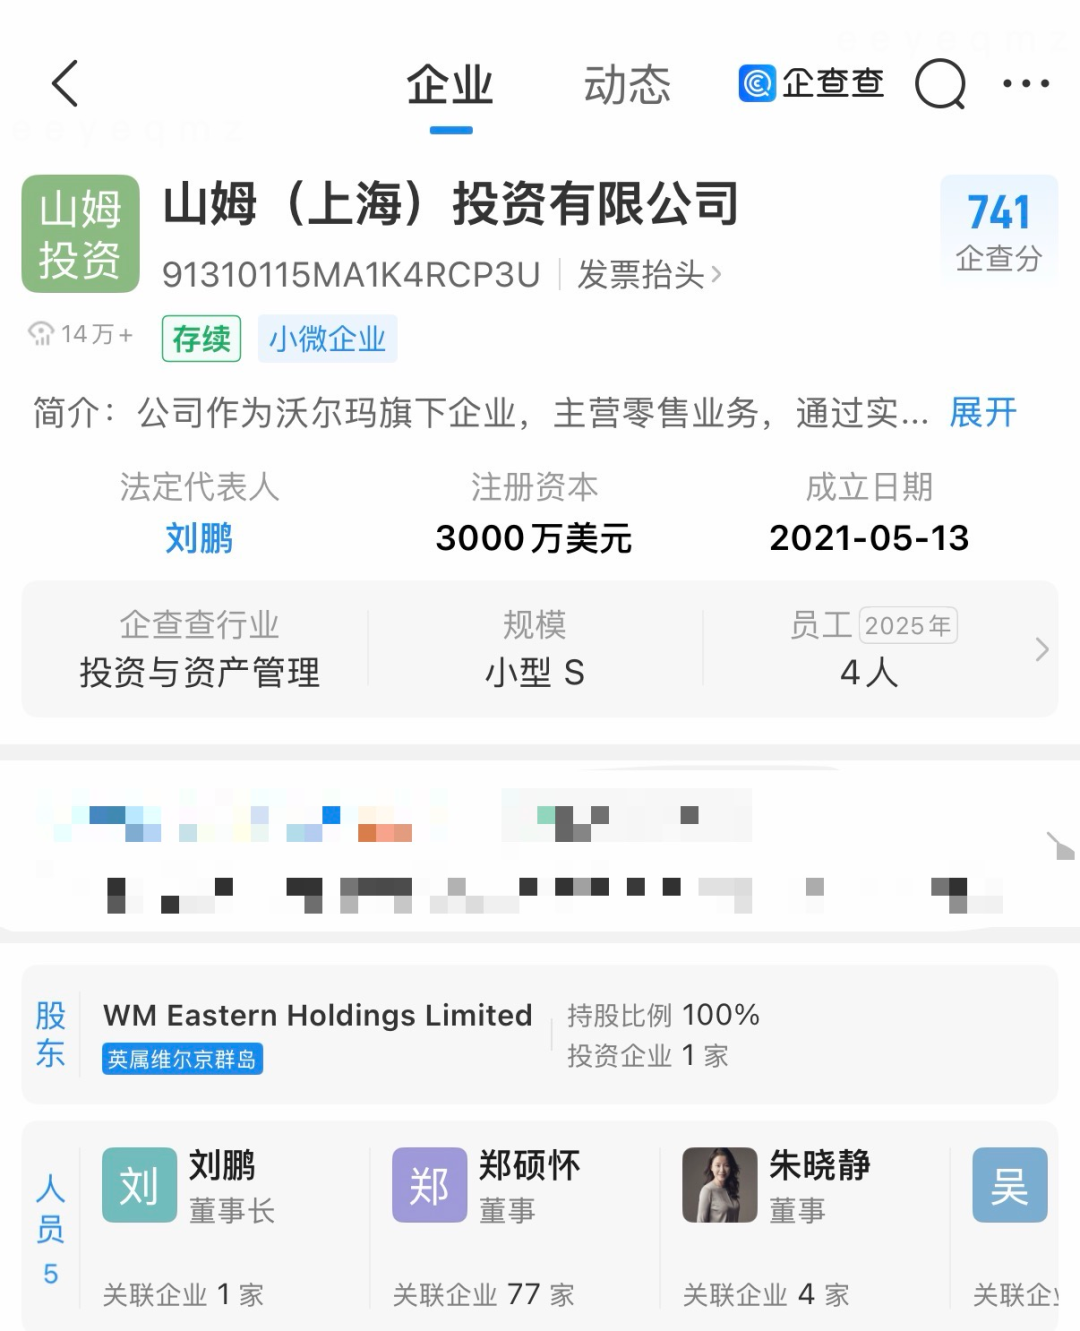 企业 动态 企查查
山姆投资
山姆（上海）投资有限公司
741
企查分
91310115MA1K4RCP3U 发票抬头
14万+ 存续 小微企业
简介：公司作为沃尔玛旗下企业，主营零售业务，通过实... 展开
法定代表人 注册资本 成立日期
刘鹏 3000万美元 2021-05-13
企查查行业 规模 员工 2025年
投资与资产管理 小型 S 4人
股东
WM Eastern Holdings Limited 持股比例 100%
英属维尔京群岛 投资企业 1 家
人员 5
刘 刘鹏 郑 郑硕怀 朱晓静 吴
董事长 董事 董事
关联企业 1 家 关联企业 77 家 关联企业 4 家 关联企